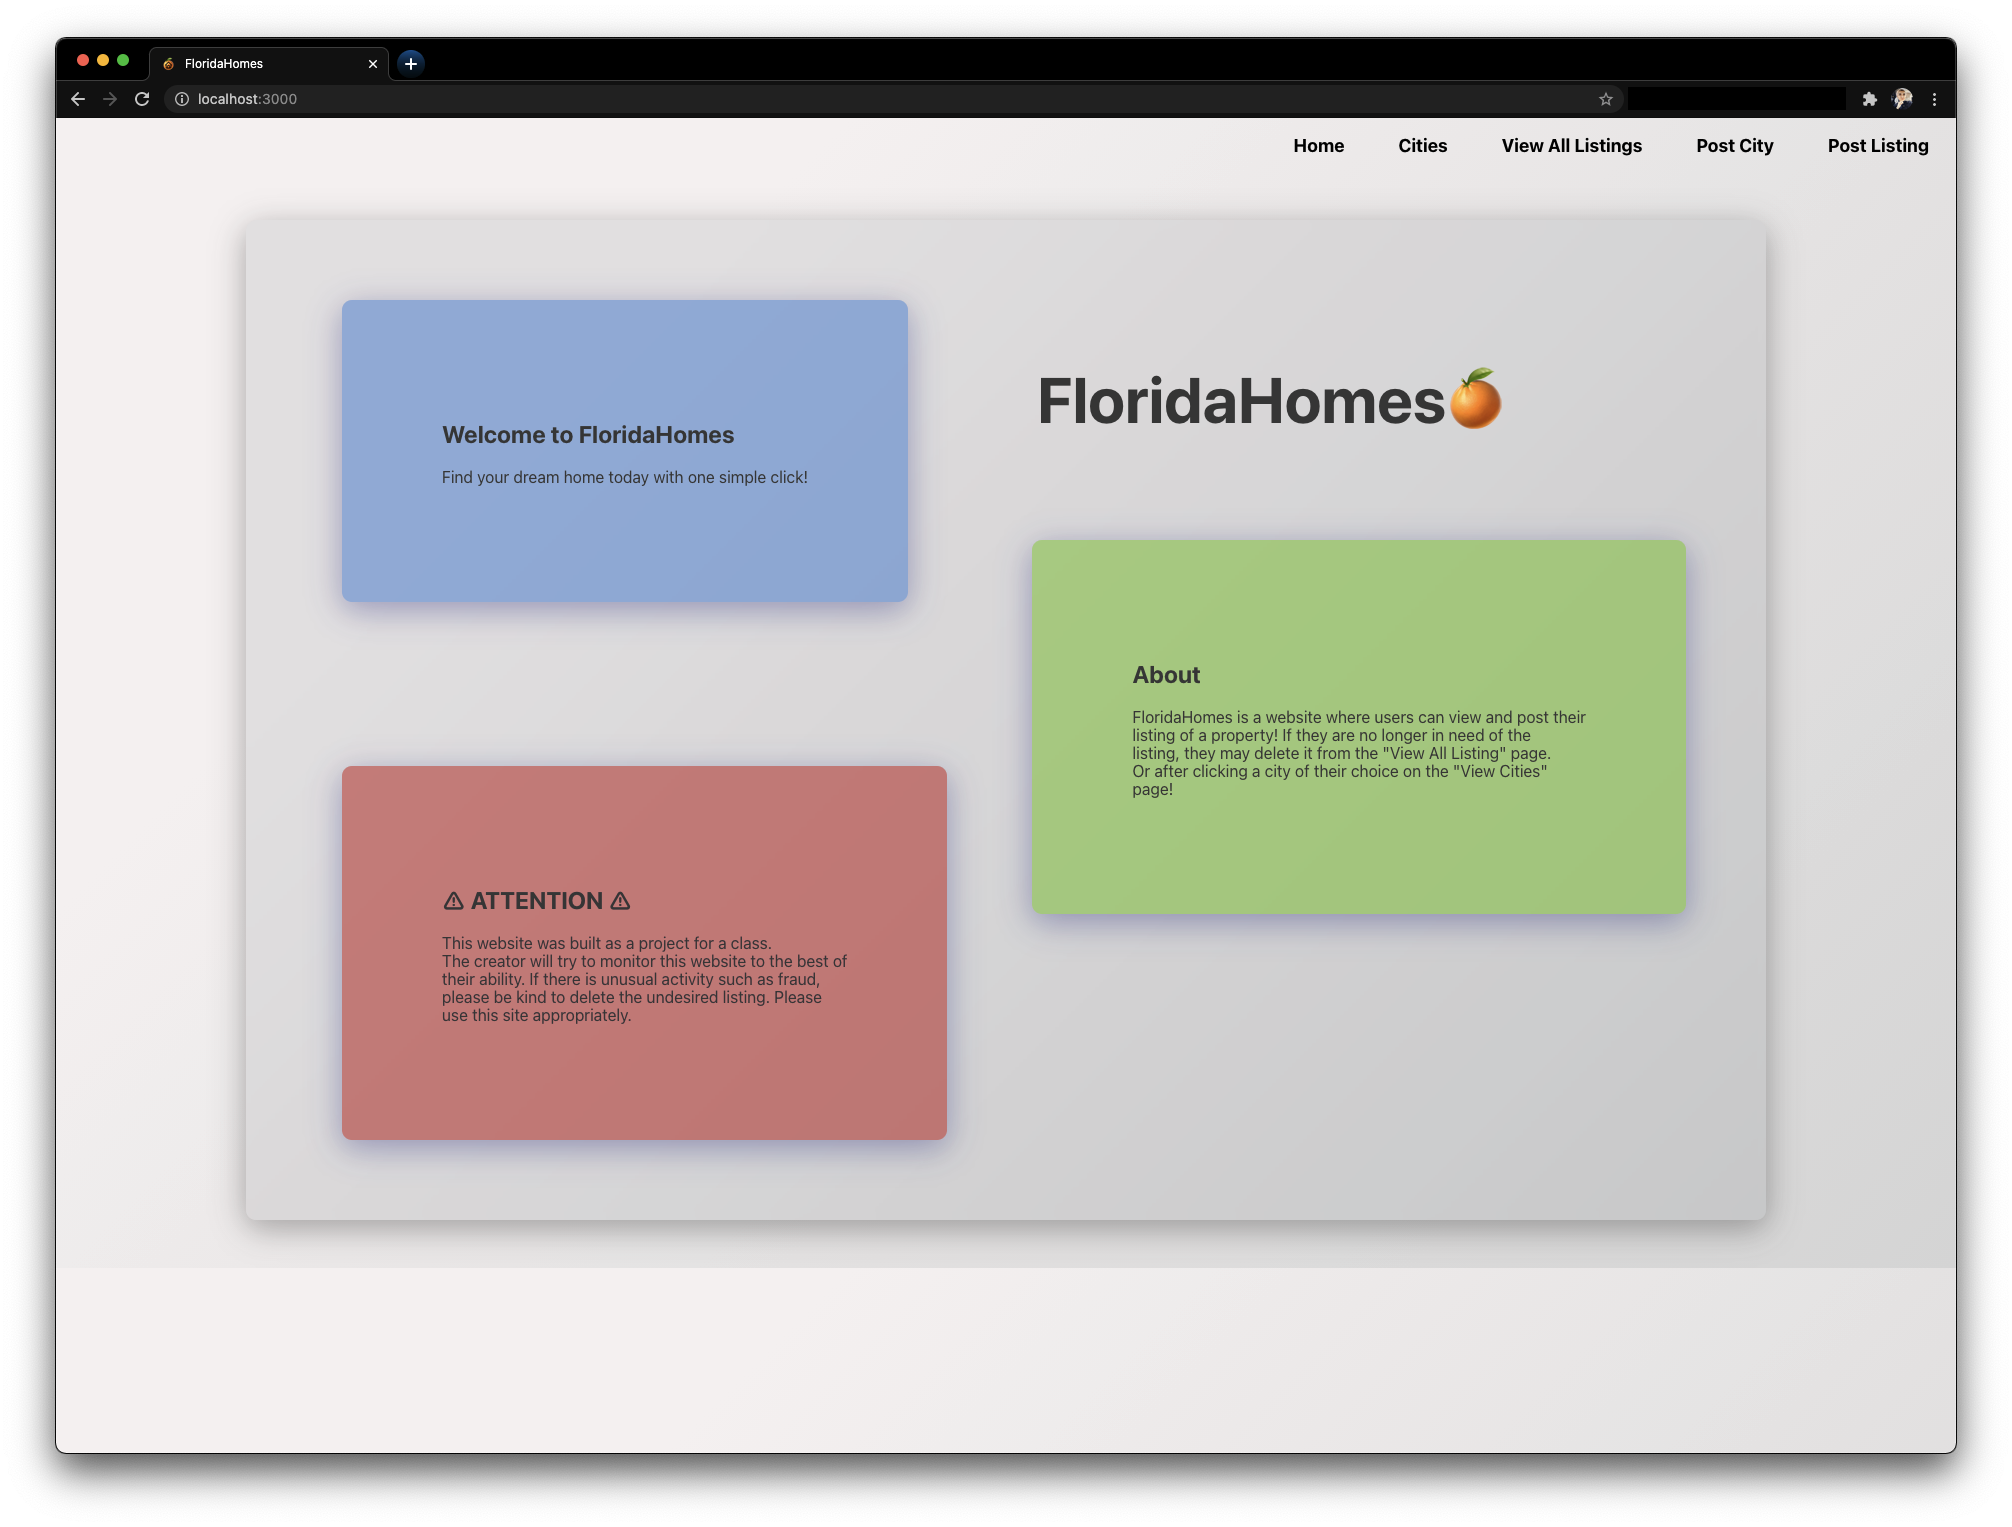 FloridaHomes
localhost:3000
Home Cities View All Listings Post City Post Listing
FloridaHomes🍊
Welcome to FloridaHomes
Find your dream home today with one simple click!
About
FloridaHomes is a website where users can view and post their
listing of a property! If they are no longer in need of the
listing, they may delete it from the "View All Listing" page.
Or after clicking a city of their choice on the "View Cities"
page!
⚠ ATTENTION ⚠
This website was built as a project for a class.
The creator will try to monitor this website to the best of
their ability. If there is unusual activity such as fraud,
please be kind to delete the undesired listing. Please
use this site appropriately.